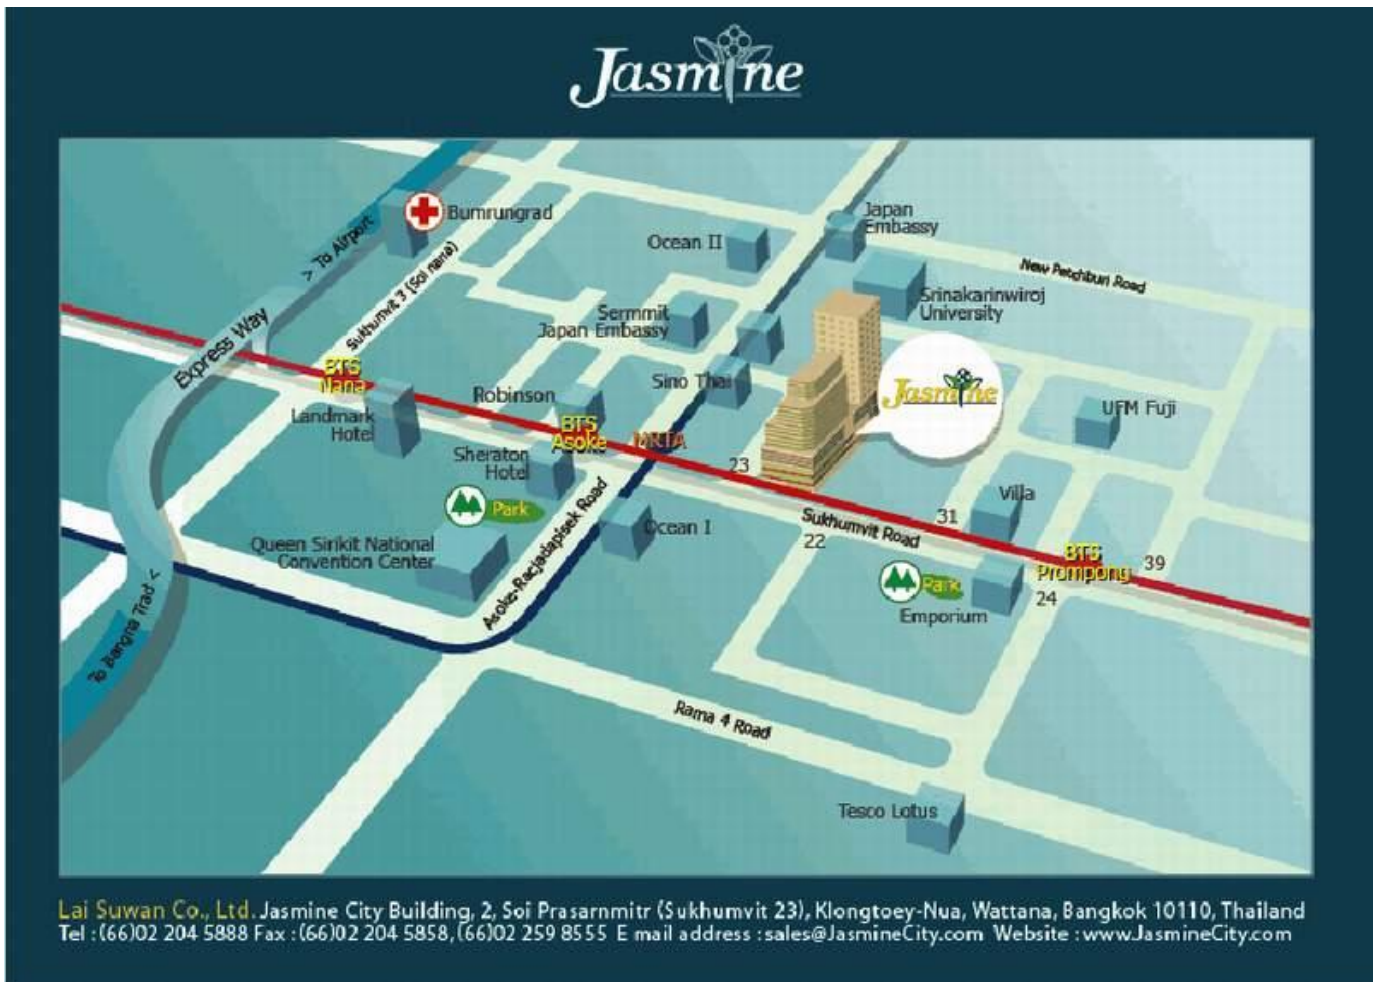 Jasmine
Bumrungrad
Japan
Embassy
Ocean II
> To Airport
Sukhumvit 3 (Soi nana)
New Petchburi Road
Srinakarinwiroj
University
Sermmit
Japan Embassy
Express Way
BTS
Nana
Sino Thai
Jasmine
Robinson
Landmark
Hotel
UFM Fuji
BTS
Asoke
MRTA
Sheraton
Hotel
23
Villa
Park
31
Sukhumvit Road
22
Ocean I
Asoke-Racjadapisek Road
Queen Sirikit National
Convention Center
BTS
Prompong
39
Park
24
Emporium
To Bangna Trad <
Rama 4 Road
Tesco Lotus
Lai Suwan Co., Ltd. Jasmine City Building, 2, Soi Prasarnmitr (Sukhumvit 23), Klongtoey-Nua, Wattana, Bangkok 10110, Thailand
Tel : (66)02 204 5888 Fax : (66)02 204 5858, (66)02 259 8555 E mail address : sales@JasmineCity.com Website : www.JasmineCity.com